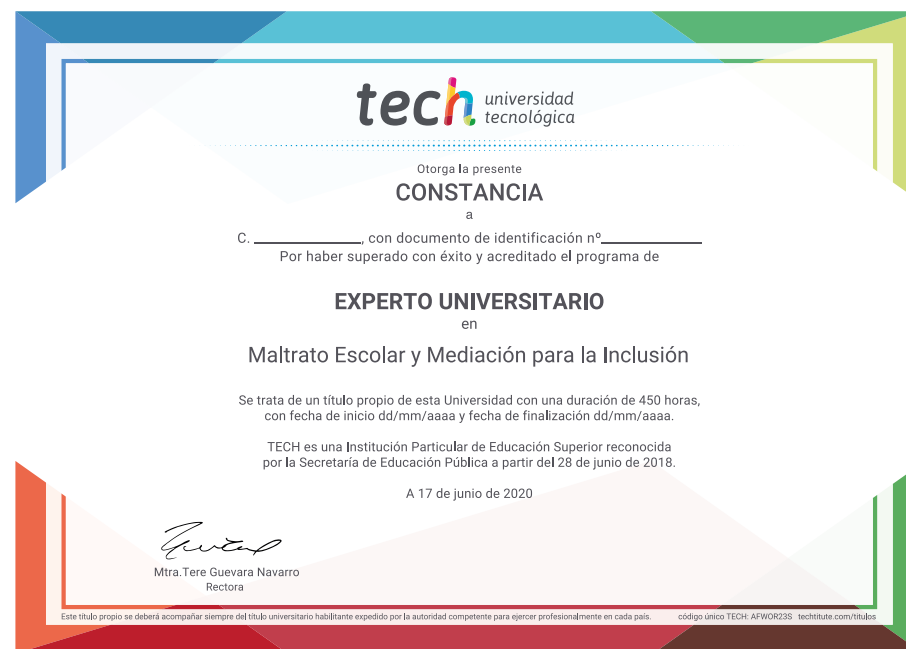 tech universidad
tecnológica
Otorga la presente
CONSTANCIA
a
C. ____________, con documento de identificación nº____________
Por haber superado con éxito y acreditado el programa de
EXPERTO UNIVERSITARIO
en
Maltrato Escolar y Mediación para la Inclusión
Se trata de un título propio de esta Universidad con una duración de 450 horas,
con fecha de inicio dd/mm/aaaa y fecha de finalización dd/mm/aaaa.
TECH es una Institución Particular de Educación Superior reconocida
por la Secretaría de Educación Pública a partir del 28 de junio de 2018.
A 17 de junio de 2020
Mtra.Tere Guevara Navarro
Rectora
Este título propio se deberá acompañar siempre del título universitario habilitante expedido por la autoridad competente para ejercer profesionalmente en cada país. código único TECH: AFWOR23S techtitute.com/titulos